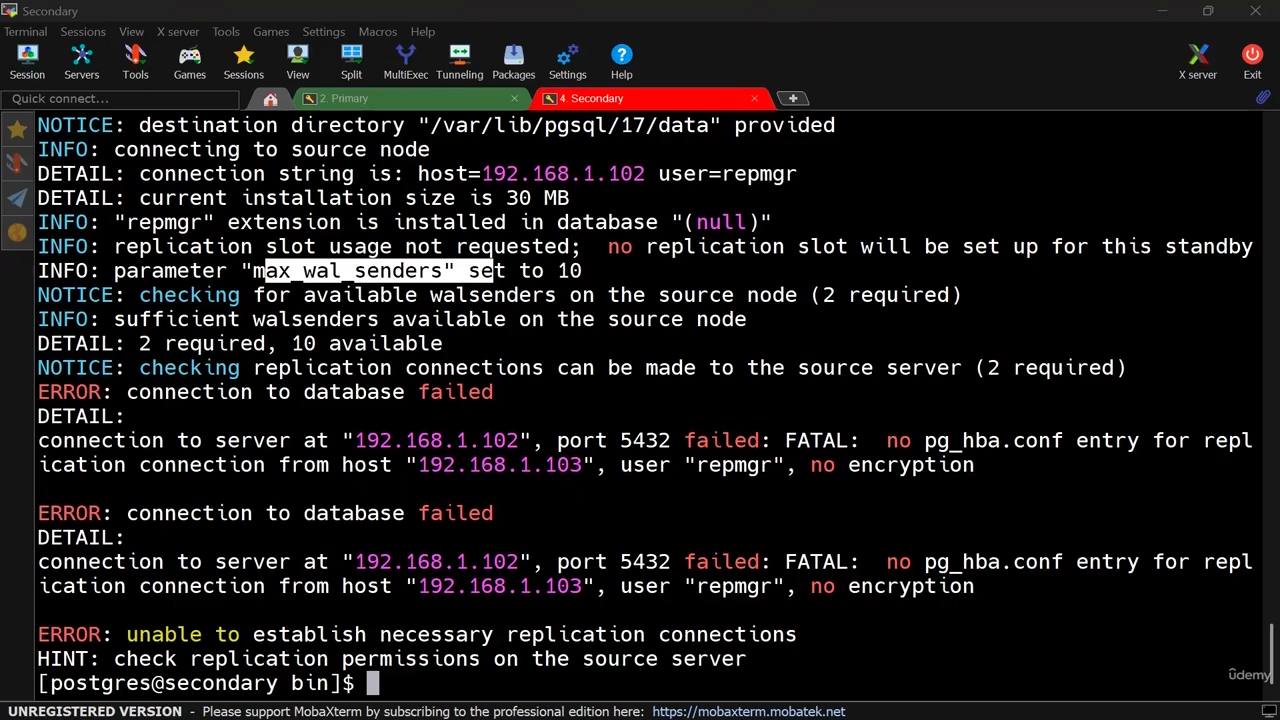 Secondary
Terminal Sessions View X server Tools Games Settings Macros Help
Session Servers Tools Games Sessions View Split MultiExec Tunneling Packages Settings Help X server Exit
Quick connect... 2. Primary 4. Secondary
NOTICE: destination directory "/var/lib/pgsql/17/data" provided
INFO: connecting to source node
DETAIL: connection string is: host=192.168.1.102 user=repmgr
DETAIL: current installation size is 30 MB
INFO: "repmgr" extension is installed in database "(null)"
INFO: replication slot usage not requested;  no replication slot will be set up for this standby
INFO: parameter "max_wal_senders" set to 10
NOTICE: checking for available walsenders on the source node (2 required)
INFO: sufficient walsenders available on the source node
DETAIL: 2 required, 10 available
NOTICE: checking replication connections can be made to the source server (2 required)
ERROR: connection to database failed
DETAIL:
connection to server at "192.168.1.102", port 5432 failed: FATAL:  no pg_hba.conf entry for repl
ication connection from host "192.168.1.103", user "repmgr", no encryption
ERROR: connection to database failed
DETAIL:
connection to server at "192.168.1.102", port 5432 failed: FATAL:  no pg_hba.conf entry for repl
ication connection from host "192.168.1.103", user "repmgr", no encryption
ERROR: unable to establish necessary replication connections
HINT: check replication permissions on the source server
[postgres@secondary bin]$
udemy
UNREGISTERED VERSION - Please support MobaXterm by subscribing to the professional edition here: https://mobaxterm.mobatek.net